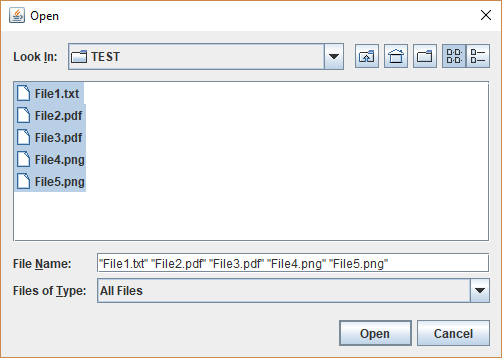 Open
Look In: TEST
File1.txt
File2.pdf
File3.pdf
File4.png
File5.png
File Name: "File1.txt" "File2.pdf" "File3.pdf" "File4.png" "File5.png"
Files of Type: All Files
Open Cancel